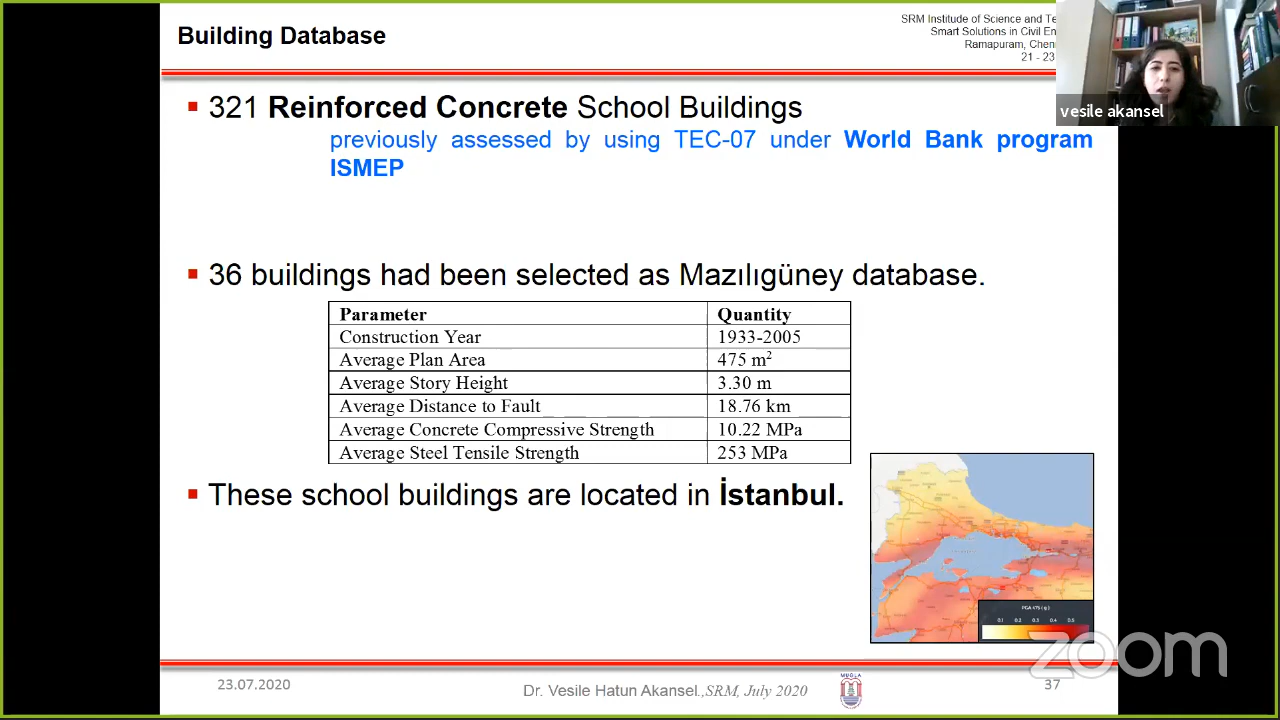 Building Database
SRM Institude of Science and Te
Smart Solutions in Civil En
Ramapuram, Chenn
21 - 23
vesile akansel
▪ 321 Reinforced Concrete School Buildings
previously assessed by using TEC-07 under World Bank program
ISMEP
▪ 36 buildings had been selected as Mazılıgüney database.
Parameter Quantity
Construction Year 1933-2005
Average Plan Area 475 m²
Average Story Height 3.30 m
Average Distance to Fault 18.76 km
Average Concrete Compressive Strength 10.22 MPa
Average Steel Tensile Strength 253 MPa
▪ These school buildings are located in İstanbul.
PGA 475 ( g )
0.1 0.2 0.3 0.4 0.5
zoom
23.07.2020
Dr. Vesile Hatun Akansel.,SRM, July 2020
MUĞLA
37